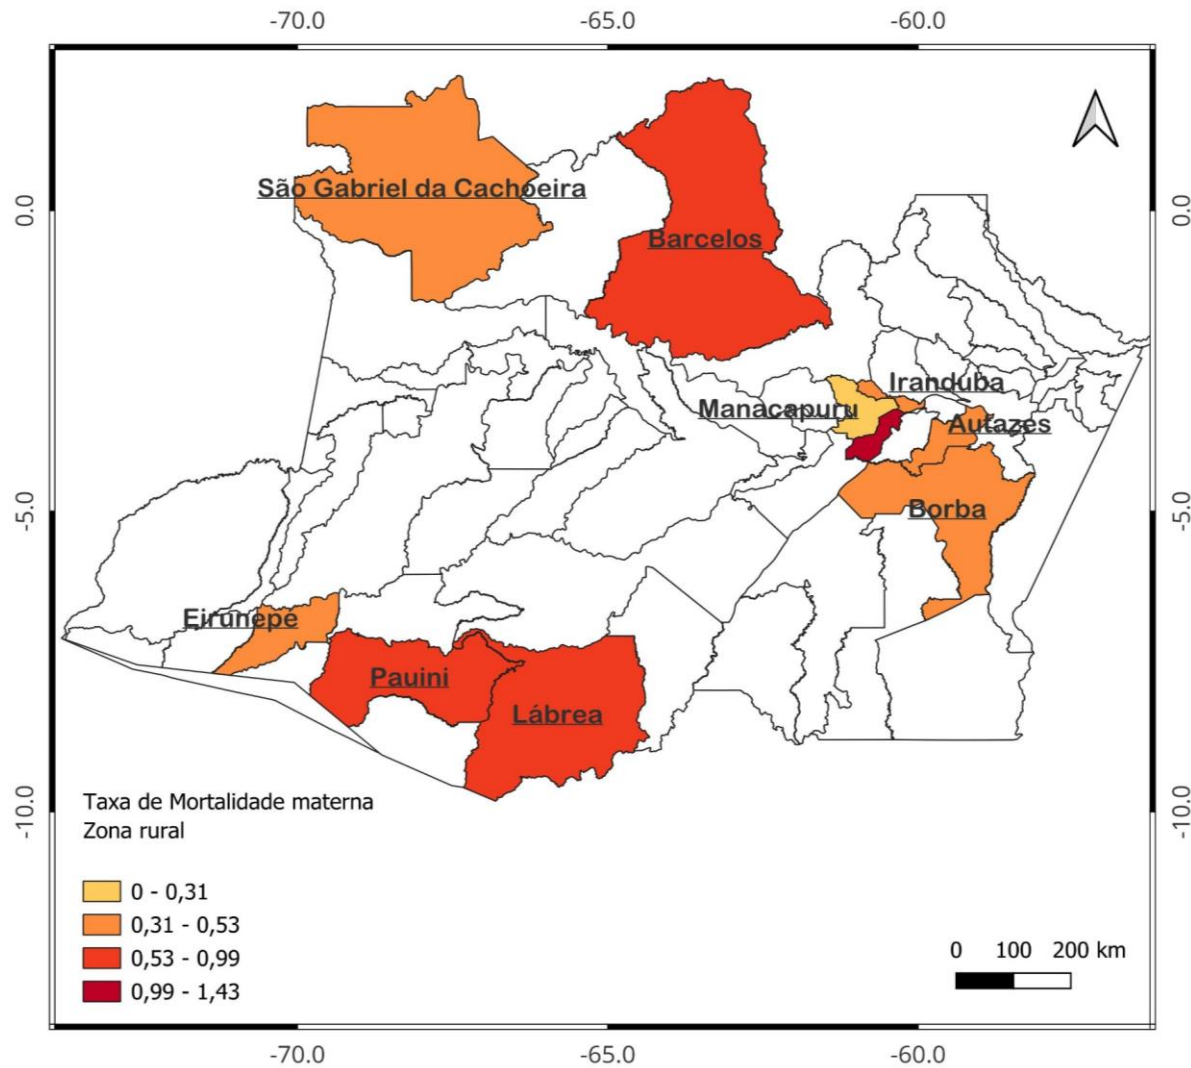 -70.0 -65.0 -60.0
0.0 0.0
São Gabriel da Cachoeira
Barcelos
Iranduba
Manacapuru
Autazes
-5.0 -5.0
Borba
Eirunepe
Pauini
Lábrea
-10.0 -10.0
Taxa de Mortalidade materna
Zona rural
0 - 0,31
0,31 - 0,53
0,53 - 0,99
0,99 - 1,43
0 100 200 km
-70.0 -65.0 -60.0